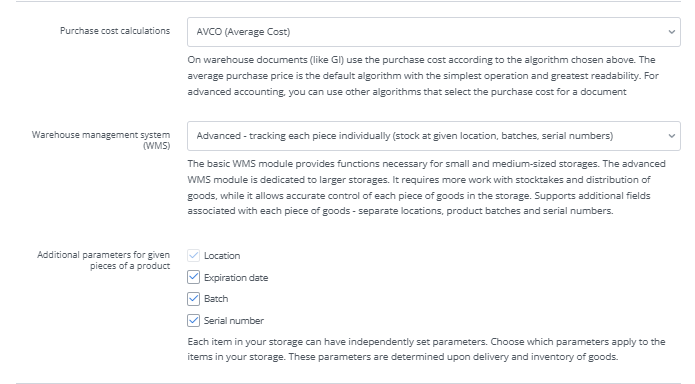 Purchase cost calculations
AVCO (Average Cost)
On warehouse documents (like GI) use the purchase cost according to the algorithm chosen above. The
average purchase price is the default algorithm with the simplest operation and greatest readability. For
advanced accounting, you can use other algorithms that select the purchase cost for a document
Warehouse management system
(WMS)
Advanced - tracking each piece individually (stock at given location, batches, serial numbers)
The basic WMS module provides functions necessary for small and medium-sized storages. The advanced
WMS module is dedicated to larger storages. It requires more work with stocktakes and distribution of
goods, while it allows accurate control of each piece of goods in the storage. Supports additional fields
associated with each piece of goods - separate locations, product batches and serial numbers.
Additional parameters for given
pieces of a product
Location
Expiration date
Batch
Serial number
Each item in your storage can have independently set parameters. Choose which parameters apply to the
items in your storage. These parameters are determined upon delivery and inventory of goods.